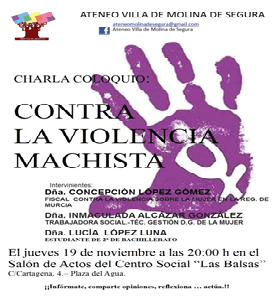 ATENEO VILLA DE MOLINA DE SEGURA
ateneomolinadesegura@gmail.com
Ateneo Villa de Molina de Segura
CHARLA COLOQUIO:
CONTRA
LA VIOLENCIA
MACHISTA
Intervinientes:
Dña. CONCEPCIÓN LÓPEZ GÓMEZ
FISCAL CONTRA LA VIOLENCIA SOBRE LA MUJER EN LA REG. DE
MURCIA
Dña. INMACULADA ALCÁZAR GONZÁLEZ
TRABAJADORA SOCIAL-TÉC. GESTIÓN D.G. DE LA MUJER
Dña. LUCÍA LÓPEZ LUNA
ESTUDIANTE DE 2º DE BACHILLERATO
El jueves 19 de noviembre a las 20:00 h en el
Salón de Actos del Centro Social "Las Balsas"
C/Cartagena, 4.– Plaza del Agua.
¡¡Infórmate, comparte opiniones, reflexiona ... actúa.!!